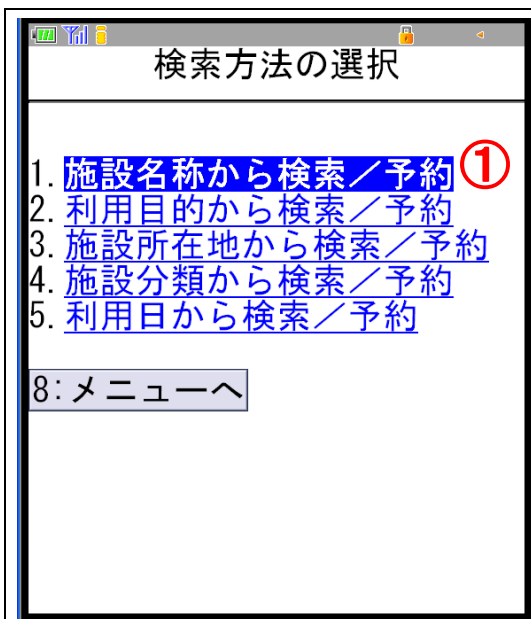 検索方法の選択
1. 施設名称から検索／予約 ①
2. 利用目的から検索／予約
3. 施設所在地から検索／予約
4. 施設分類から検索／予約
5. 利用日から検索／予約
8:メニューへ